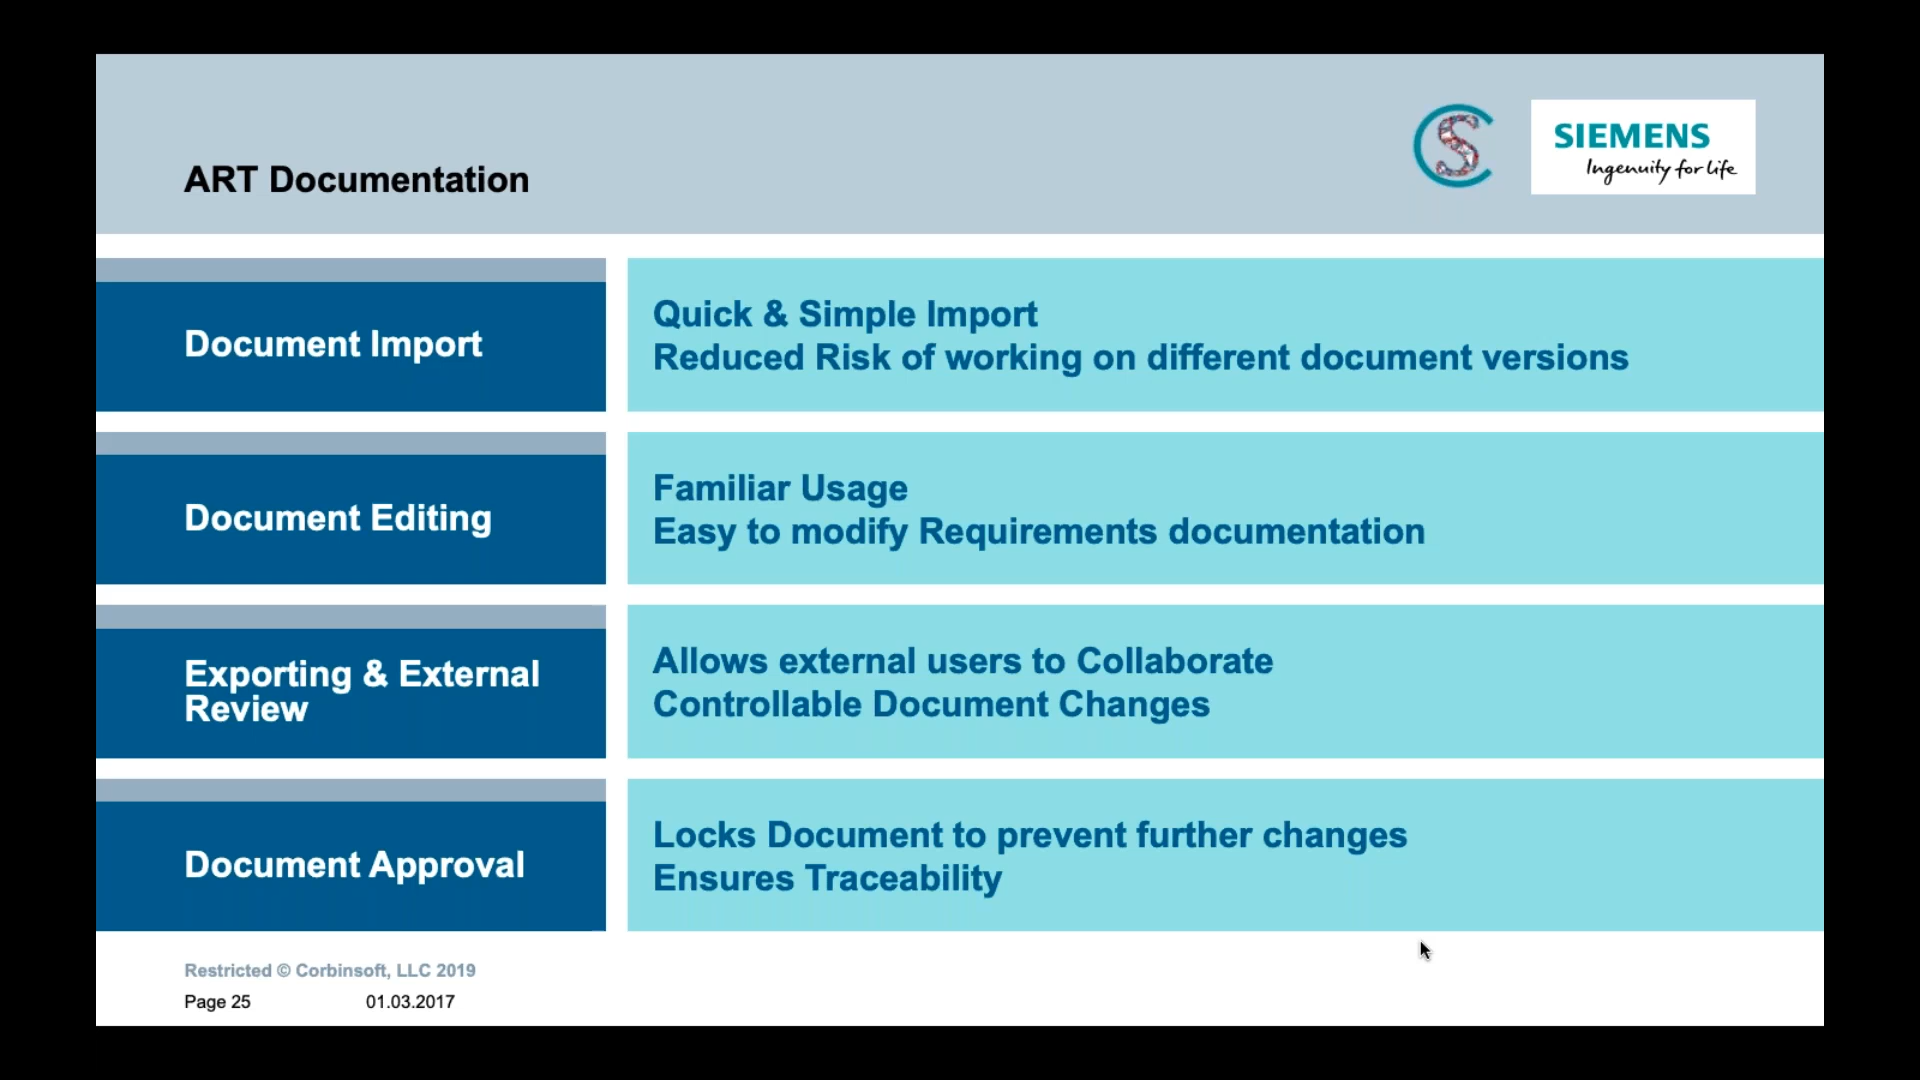 ART Documentation
SIEMENS
Ingenuity for life
Document Import
Quick & Simple Import
Reduced Risk of working on different document versions
Document Editing
Familiar Usage
Easy to modify Requirements documentation
Exporting & External
Review
Allows external users to Collaborate
Controllable Document Changes
Document Approval
Locks Document to prevent further changes
Ensures Traceability
Restricted © Corbinsoft, LLC 2019
Page 25 01.03.2017